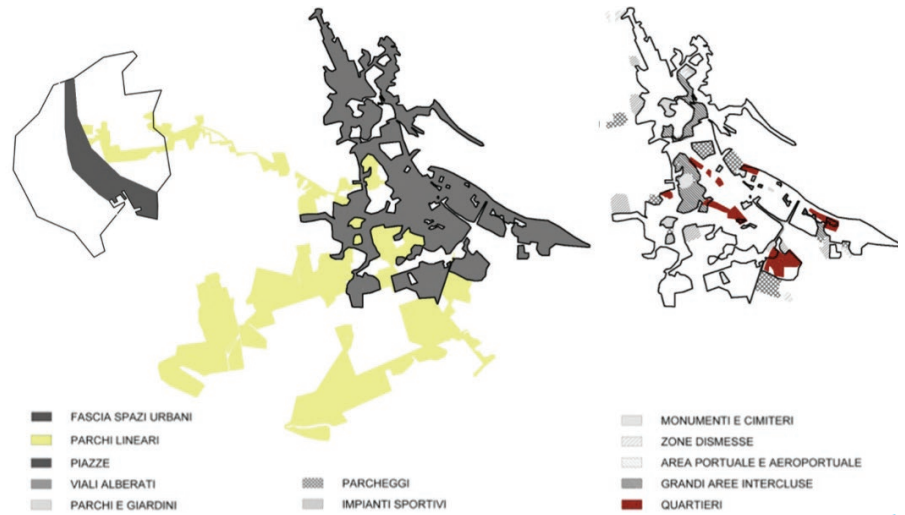 FASCIA SPAZI URBANI
PARCHI LINEARI
PIAZZE
VIALI ALBERATI
PARCHI E GIARDINI
PARCHEGGI
IMPIANTI SPORTIVI
MONUMENTI E CIMITERI
ZONE DISMESSE
AREA PORTUALE E AEROPORTUALE
GRANDI AREE INTERCLUSE
QUARTIERI